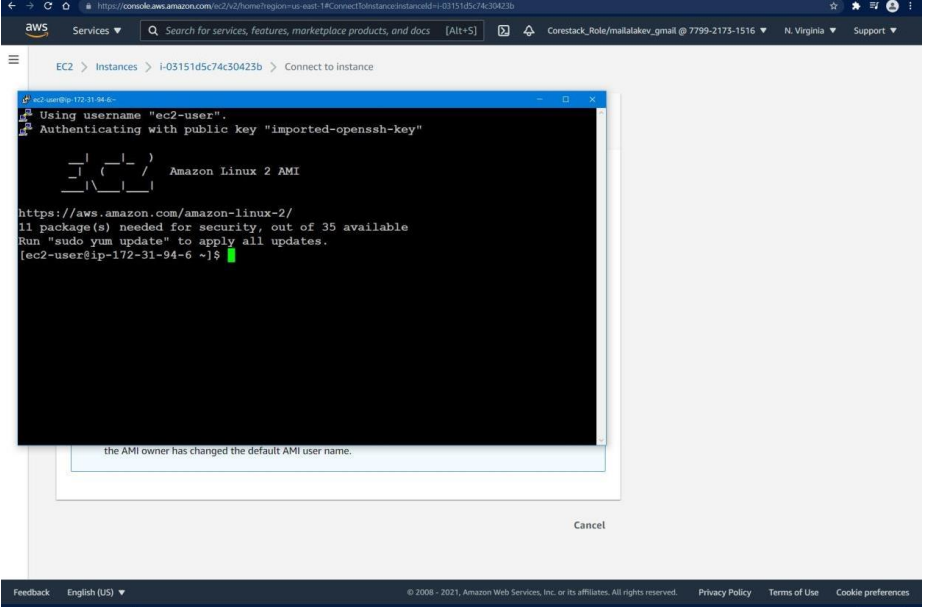 https://console.aws.amazon.com/ec2/v2/home?region=us-east-1#ConnectToInstance:instanceId=i-03151d5c74c30423b
aws Services ▼ Search for services, features, marketplace products, and docs [Alt+S] Corestack_Role/mailalakev_gmail @ 7799-2173-1516 ▼ N. Virginia ▼ Support ▼
EC2 > Instances > i-03151d5c74c30423b > Connect to instance
ec2-user@ip-172-31-94-6:~
Using username "ec2-user".
Authenticating with public key "imported-openssh-key"
__|  __|_  )
_|  (     /   Amazon Linux 2 AMI
___|\___|___|
https://aws.amazon.com/amazon-linux-2/
11 package(s) needed for security, out of 35 available
Run "sudo yum update" to apply all updates.
[ec2-user@ip-172-31-94-6 ~]$
the AMI owner has changed the default AMI user name.
Cancel
Feedback English (US) ▼ © 2008 - 2021, Amazon Web Services, Inc. or its affiliates. All rights reserved. Privacy Policy Terms of Use Cookie preferences